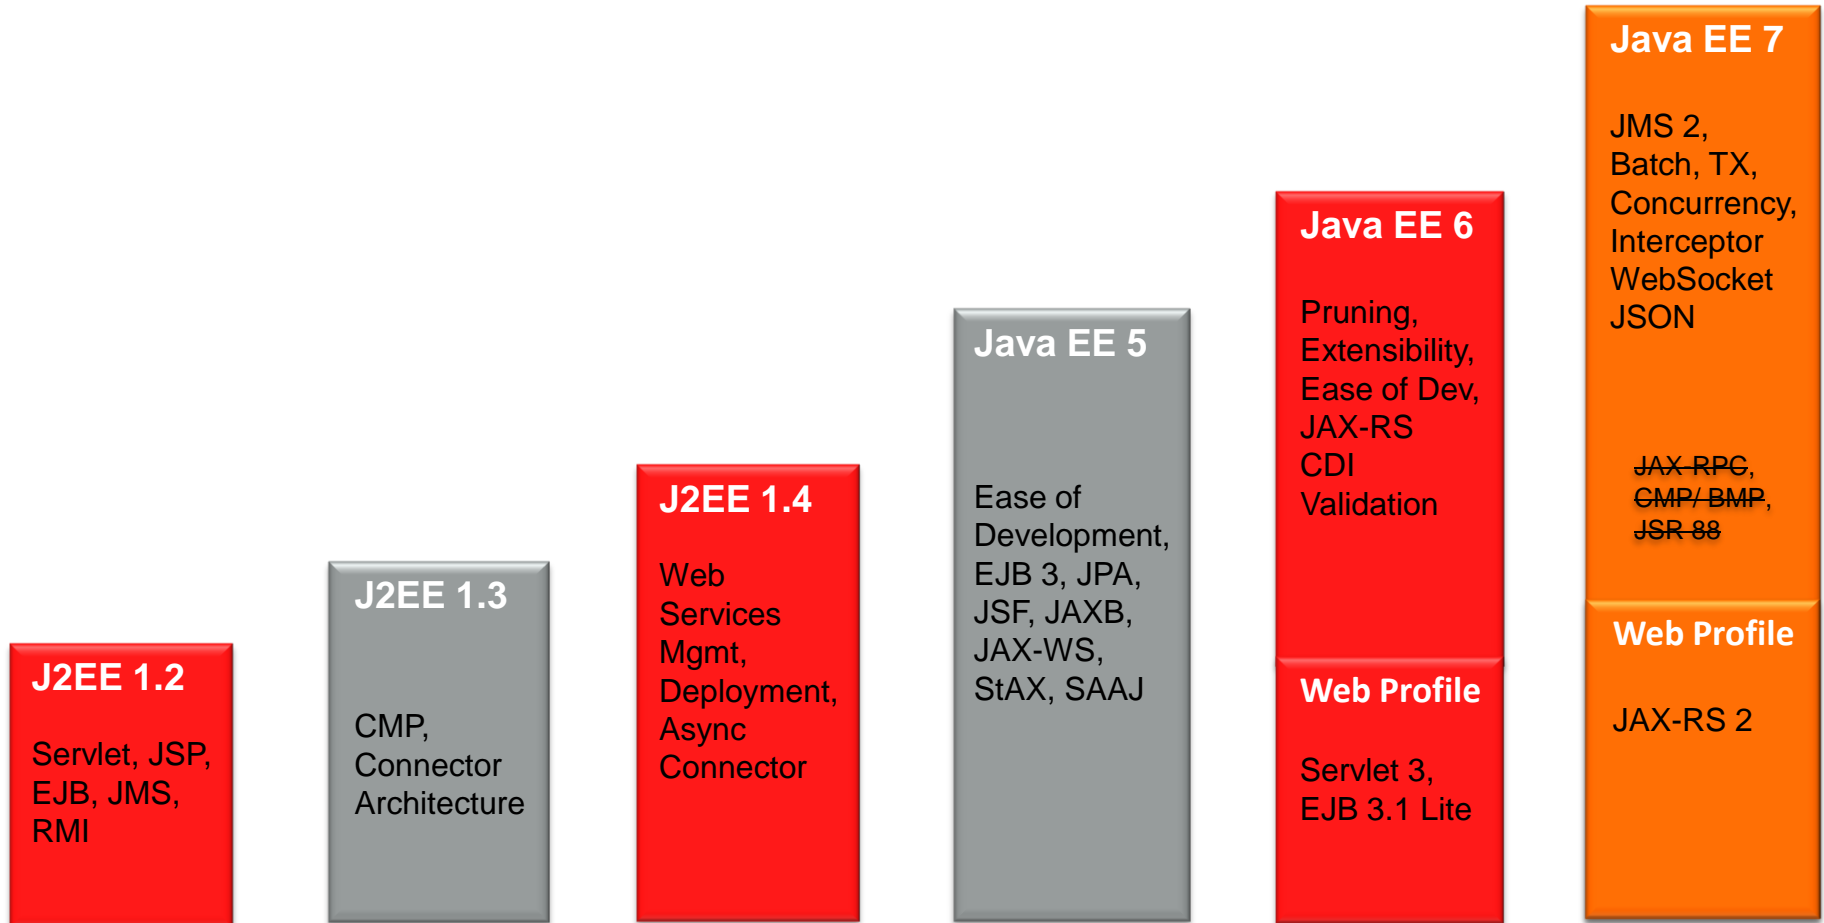 J2EE 1.2
Servlet, JSP,
EJB, JMS,
RMI
J2EE 1.3
CMP,
Connector
Architecture
J2EE 1.4
Web
Services
Mgmt,
Deployment,
Async
Connector
Java EE 5
Ease of
Development,
EJB 3, JPA,
JSF, JAXB,
JAX-WS,
StAX, SAAJ
Java EE 6
Pruning,
Extensibility,
Ease of Dev,
JAX-RS
CDI
Validation
Web Profile
Servlet 3,
EJB 3.1 Lite
Java EE 7
JMS 2,
Batch, TX,
Concurrency,
Interceptor
WebSocket
JSON
JAX-RPC,
CMP/ BMP,
JSR 88
Web Profile
JAX-RS 2